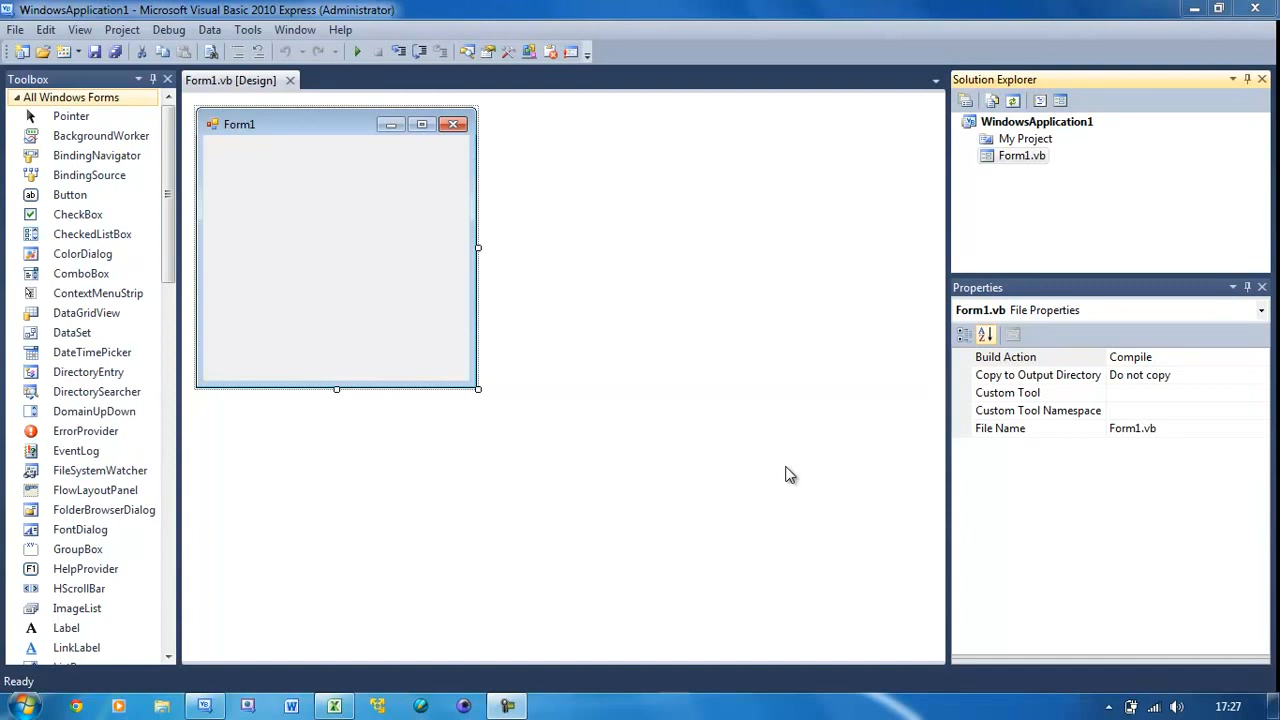 WindowsApplication1 - Microsoft Visual Basic 2010 Express (Administrator)
File Edit View Project Debug Data Tools Window Help
Toolbox
All Windows Forms
Pointer
BackgroundWorker
BindingNavigator
BindingSource
ab Button
CheckBox
CheckedListBox
ColorDialog
ComboBox
ContextMenuStrip
DataGridView
DataSet
DateTimePicker
DirectoryEntry
DirectorySearcher
DomainUpDown
ErrorProvider
EventLog
FileSystemWatcher
FlowLayoutPanel
FolderBrowserDialog
FontDialog
GroupBox
F1 HelpProvider
HScrollBar
ImageList
A Label
A LinkLabel
Form1.vb [Design]
Form1
Solution Explorer
WindowsApplication1
My Project
Form1.vb
Properties
Form1.vb File Properties
Build Action Compile
Copy to Output Directory Do not copy
Custom Tool
Custom Tool Namespace
File Name Form1.vb
Ready
17:27